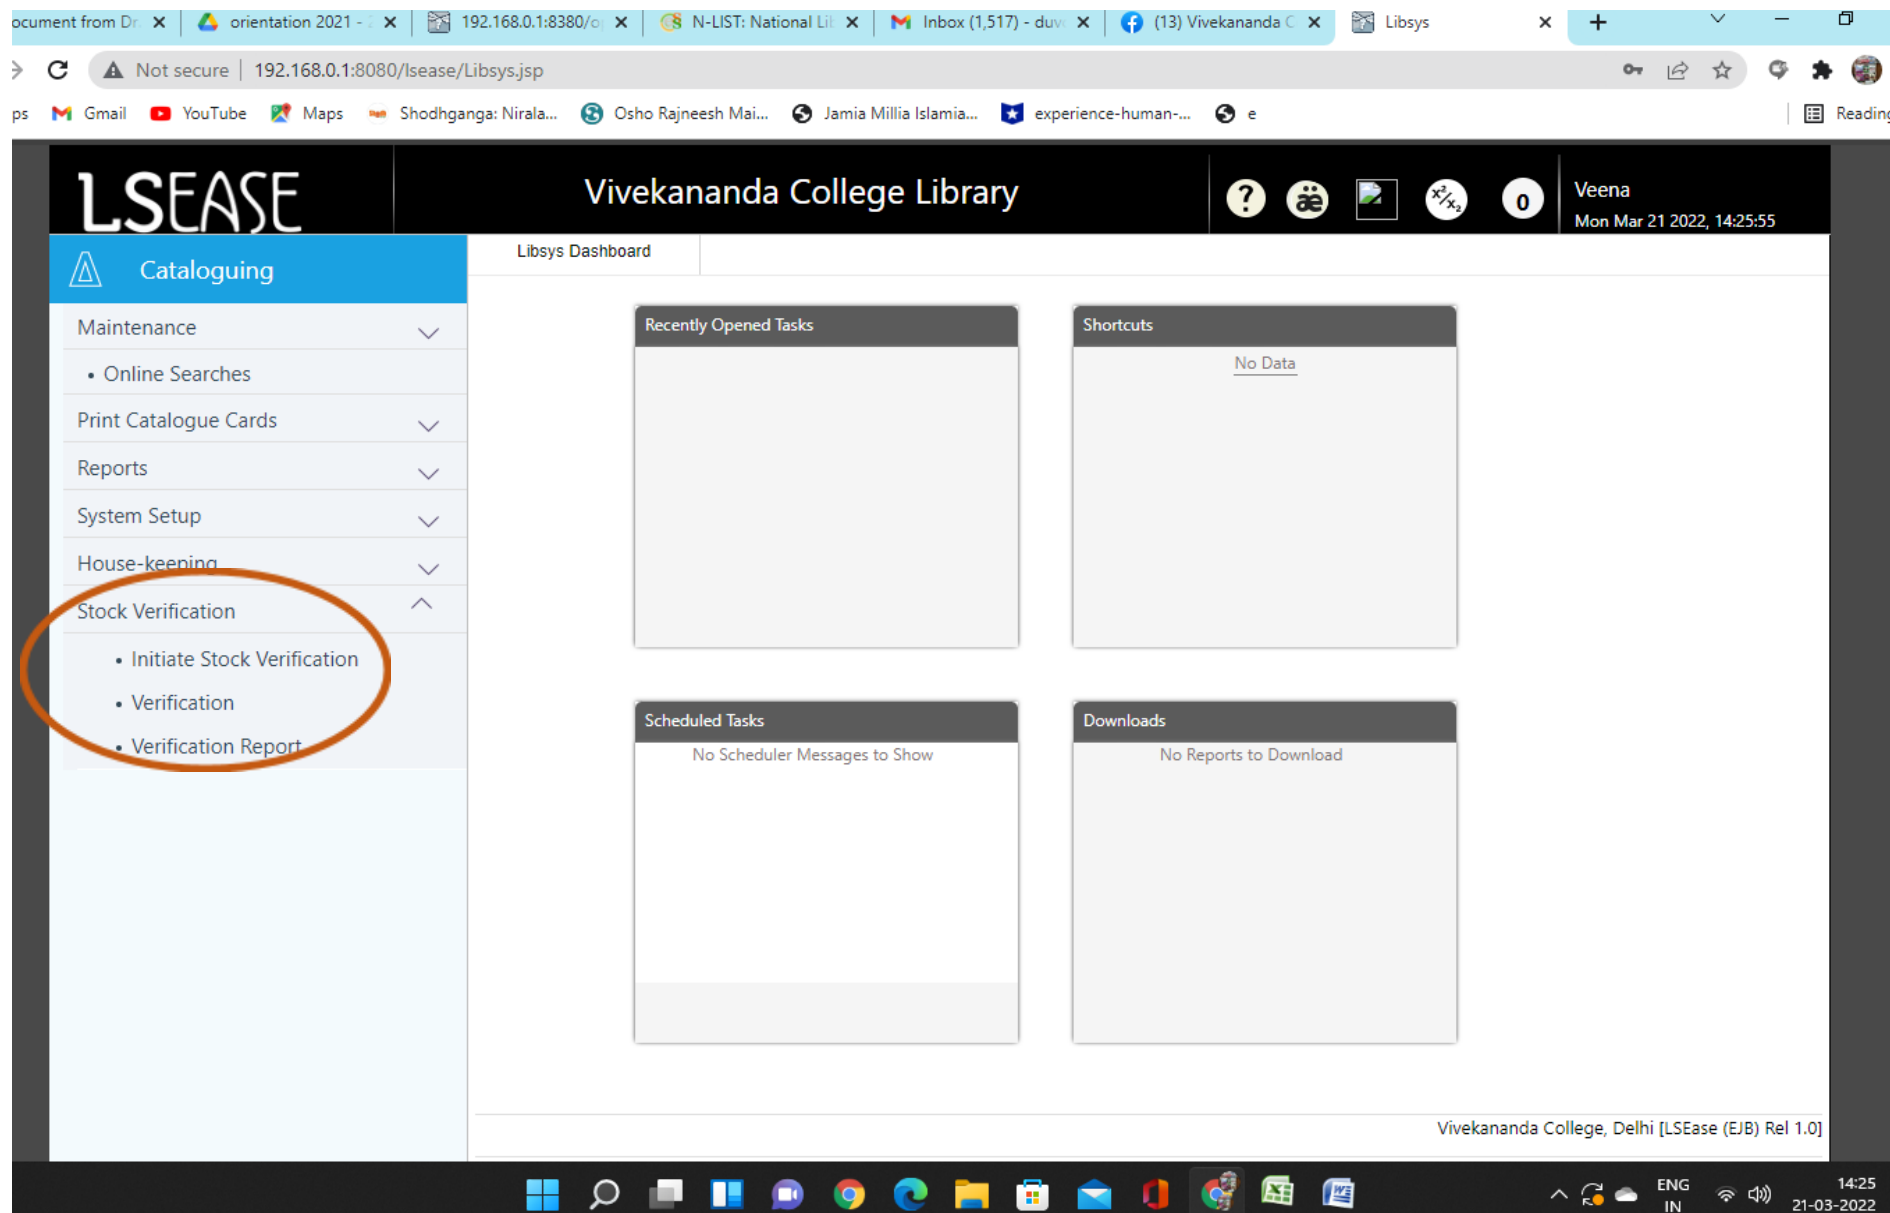 ocument from Dr. orientation 2021 - 192.168.0.1:8380/o N-LIST: National Li Inbox (1,517) - duv (13) Vivekananda C Libsys
Not secure 192.168.0.1:8080/lsease/Libsys.jsp
ps Gmail YouTube Maps Shodhganga: Nirala... Osho Rajneesh Mai... Jamia Millia Islamia... experience-human-... e Reading
LSEASE
Vivekananda College Library
? äë x²/x₂ 0
Veena
Mon Mar 21 2022, 14:25:55
Cataloguing
Maintenance
• Online Searches
Print Catalogue Cards
Reports
System Setup
House-keeping
Stock Verification
• Initiate Stock Verification
• Verification
• Verification Report
Libsys Dashboard
Recently Opened Tasks
Shortcuts
No Data
Scheduled Tasks
No Scheduler Messages to Show
Downloads
No Reports to Download
Vivekananda College, Delhi [LSEase (EJB) Rel 1.0]
ENG
IN
14:25
21-03-2022